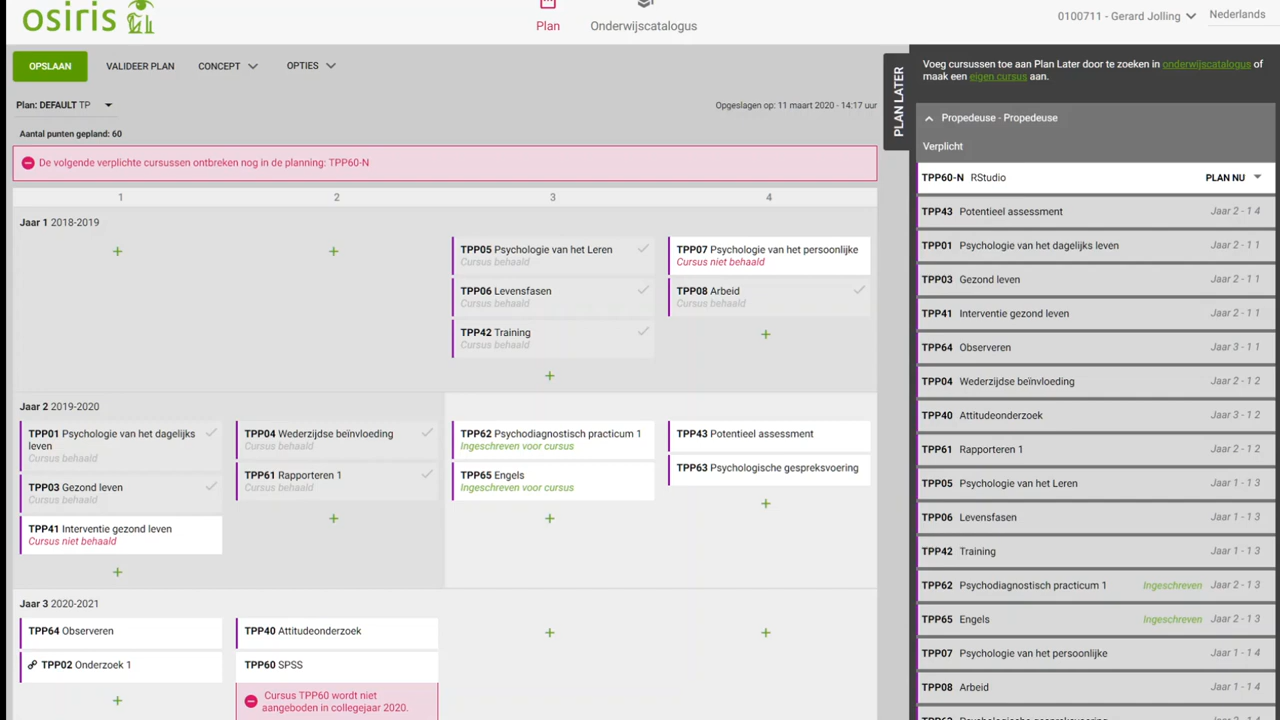 osiris
Plan
Onderwijscatalogus
0100711 - Gerard Jolling
Nederlands
OPSLAAN
VALIDEER PLAN
CONCEPT
OPTIES
Plan: DEFAULT TP
Opgeslagen op: 11 maart 2020 - 14:17 uur
Aantal punten gepland: 60
De volgende verplichte cursussen ontbreken nog in de planning: TPP60-N
1 2 3 4
Jaar 1 2018-2019
TPP05 Psychologie van het Leren
Cursus behaald
TPP06 Levensfasen
Cursus behaald
TPP42 Training
Cursus behaald
TPP07 Psychologie van het persoonlijke
Cursus niet behaald
TPP08 Arbeid
Cursus behaald
Jaar 2 2019-2020
TPP01 Psychologie van het dagelijks
leven
Cursus behaald
TPP03 Gezond leven
Cursus behaald
TPP41 Interventie gezond leven
Cursus niet behaald
TPP04 Wederzijdse beïnvloeding
Cursus behaald
TPP61 Rapporteren 1
Cursus behaald
TPP62 Psychodiagnostisch practicum 1
Ingeschreven voor cursus
TPP65 Engels
Ingeschreven voor cursus
TPP43 Potentieel assessment
TPP63 Psychologische gespreksvoering
Jaar 3 2020-2021
TPP64 Observeren
TPP02 Onderzoek 1
TPP40 Attitudeonderzoek
TPP60 SPSS
Cursus TPP60 wordt niet
aangeboden in collegejaar 2020.
PLAN LATER
Voeg cursussen toe aan Plan Later door te zoeken in onderwijscatalogus of
maak een eigen cursus aan.
Propedeuse - Propedeuse
Verplicht
TPP60-N RStudio PLAN NU
TPP43 Potentieel assessment Jaar 2 - 1 4
TPP01 Psychologie van het dagelijks leven Jaar 2 - 1 1
TPP03 Gezond leven Jaar 2 - 1 1
TPP41 Interventie gezond leven Jaar 2 - 1 1
TPP64 Observeren Jaar 3 - 1 1
TPP04 Wederzijdse beïnvloeding Jaar 2 - 1 2
TPP40 Attitudeonderzoek Jaar 3 - 1 2
TPP61 Rapporteren 1 Jaar 2 - 1 2
TPP05 Psychologie van het Leren Jaar 1 - 1 3
TPP06 Levensfasen Jaar 1 - 1 3
TPP42 Training Jaar 1 - 1 3
TPP62 Psychodiagnostisch practicum 1 Ingeschreven Jaar 2 - 1 3
TPP65 Engels Ingeschreven Jaar 2 - 1 3
TPP07 Psychologie van het persoonlijke Jaar 1 - 1 4
TPP08 Arbeid Jaar 1 - 1 4
TPP63 Psychologische gespreksvoering Jaar 2 - 1 4